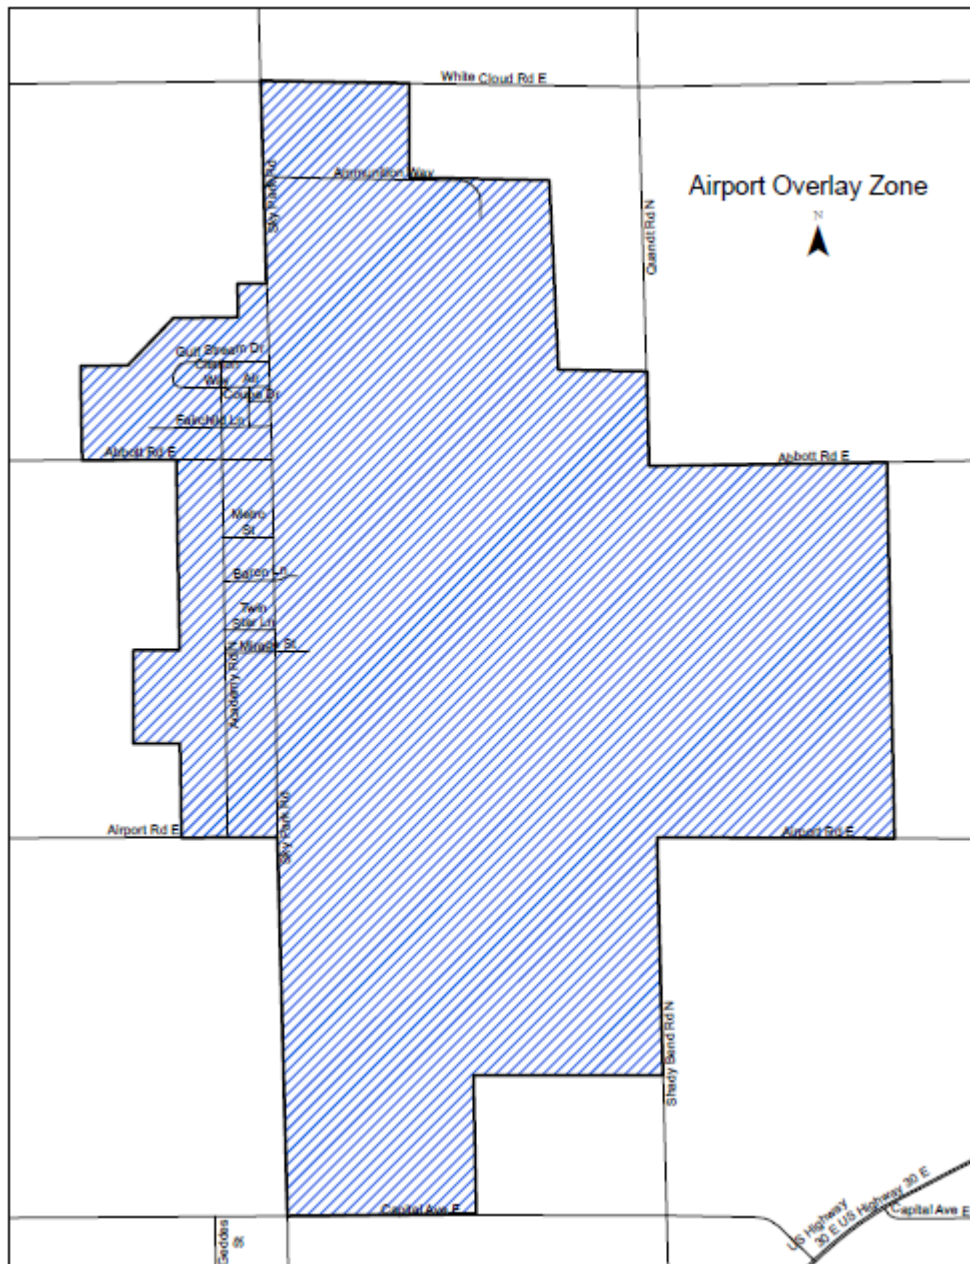 White Cloud Rd E
Ammunition Way
Sky Park Rd
Quandt Rd N
Airport Overlay Zone
N
Gulf Stream Dr
Way
Air
Coupe Dr
Fairchild Ln
Abbott Rd E
Abbott Rd E
Metro
St
Baron Ln
Twin
Star Ln
Mirage St
Academy Rd N
Sky Park Rd
Airport Rd E
Airport Rd E
Shady Bend Rd N
Capital Ave E
Geddes
St
US Highway
30 E
US Highway 30 E
Capital Ave E